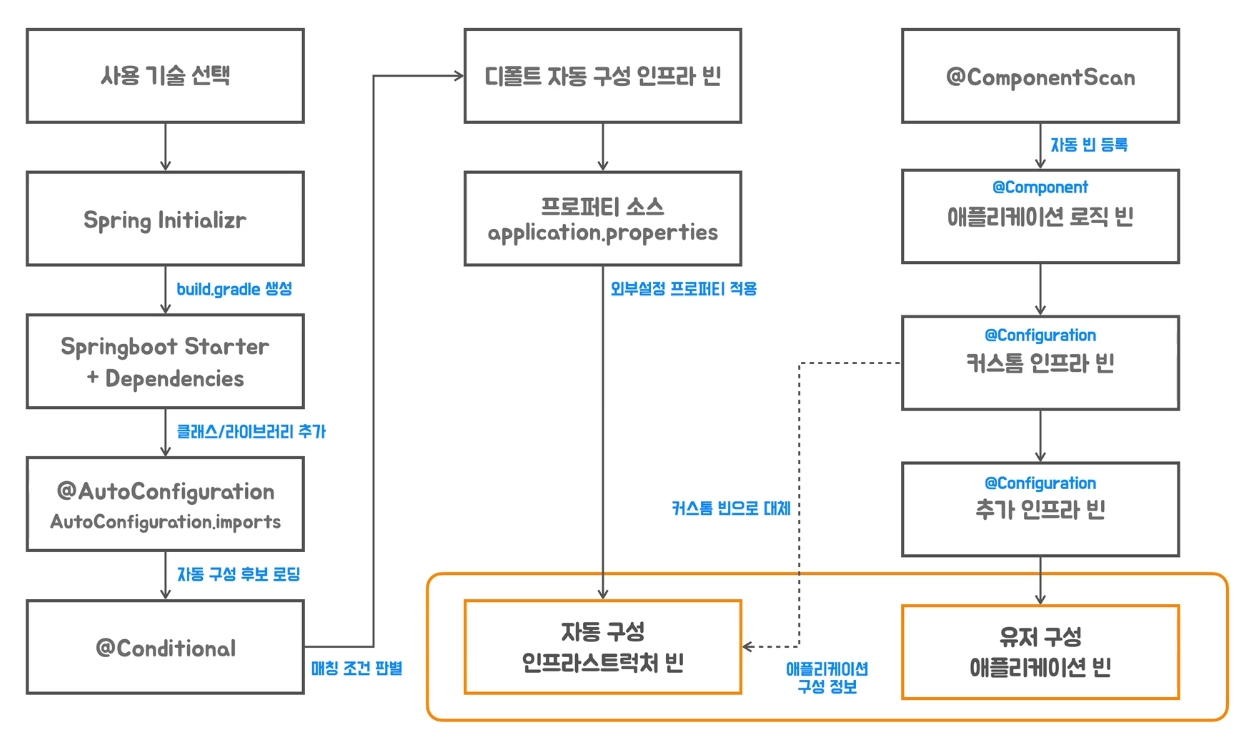 사용 기술 선택
Spring Initializr
build.gradle 생성
Springboot Starter
+ Dependencies
클래스/라이브러리 추가
@AutoConfiguration
AutoConfiguration.imports
자동 구성 후보 로딩
@Conditional
매칭 조건 판별
디폴트 자동 구성 인프라 빈
프로퍼티 소스
application.properties
외부설정 프로퍼티 적용
자동 구성
인프라스트럭처 빈
@ComponentScan
자동 빈 등록
@Component
애플리케이션 로직 빈
@Configuration
커스톰 인프라 빈
커스톰 빈으로 대체
@Configuration
추가 인프라 빈
애플리케이션
구성 정보
유저 구성
애플리케이션 빈